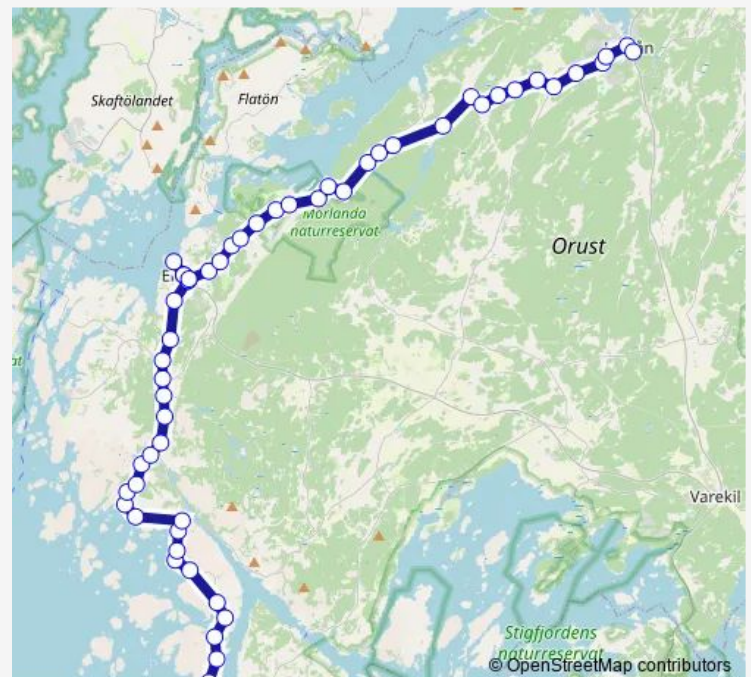 Skaftölandet
Flatön
Morlanda
naturreservat
Orust
Varekil
Stigfjordens
naturreservat
© OpenStreetMap contributors